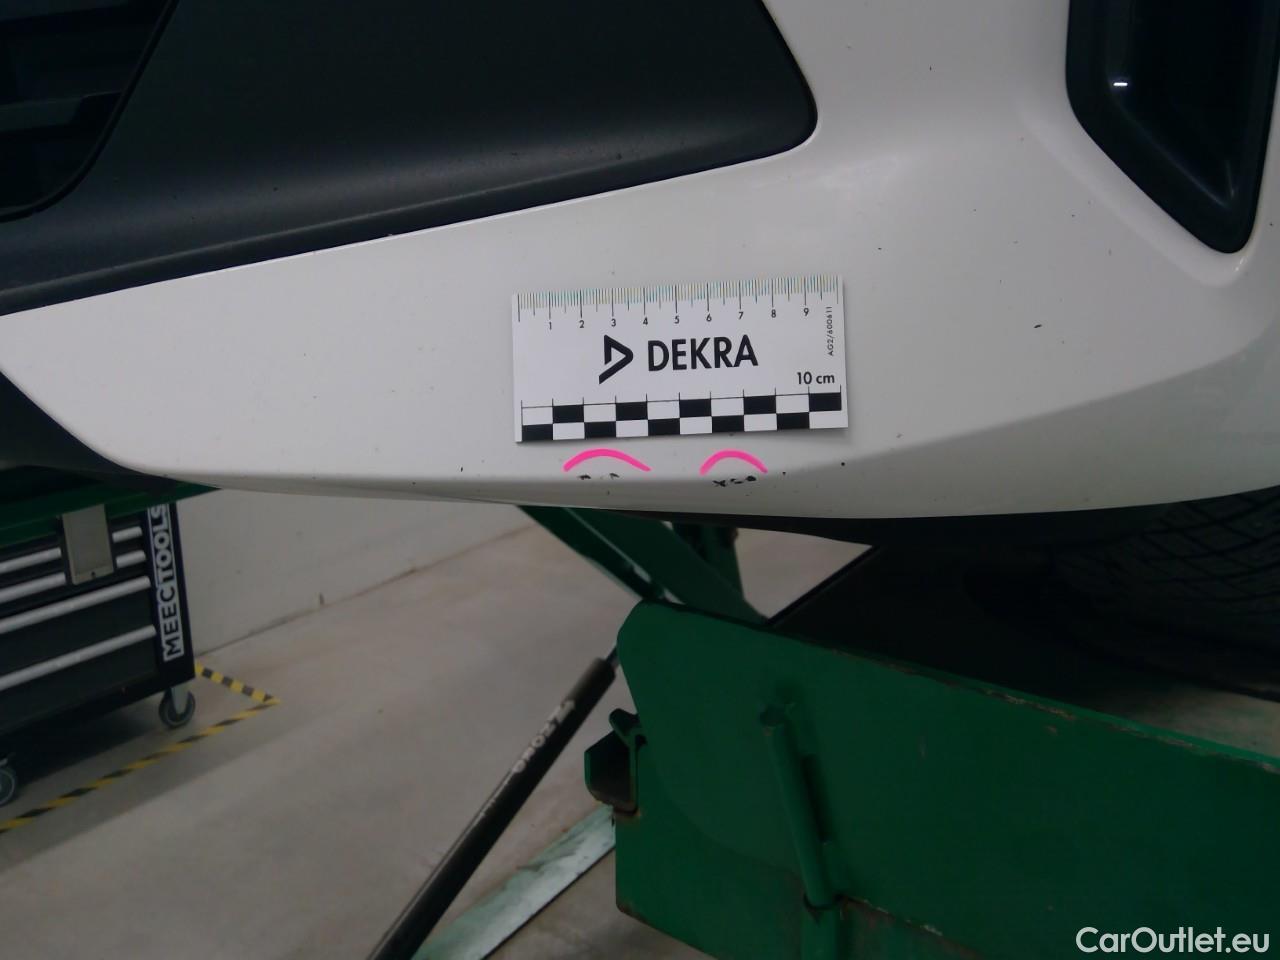 1 2 3 4 5 6 7 8 9
AG2/600611
DEKRA
10 cm
MEECTOOLS
CarOutlet.eu